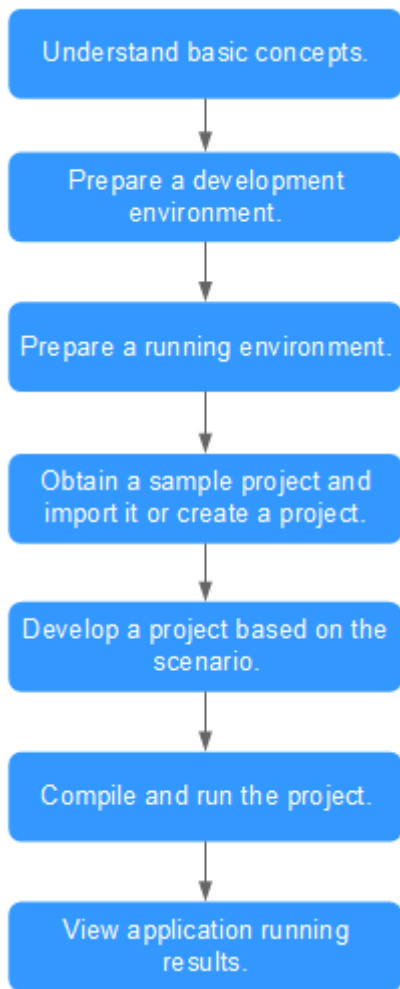 Understand basic concepts.
Prepare a development
environment.
Prepare a running environment.
Obtain a sample project and
import it or create a project.
Develop a project based on the
scenario.
Compile and run the project.
View application running
results.